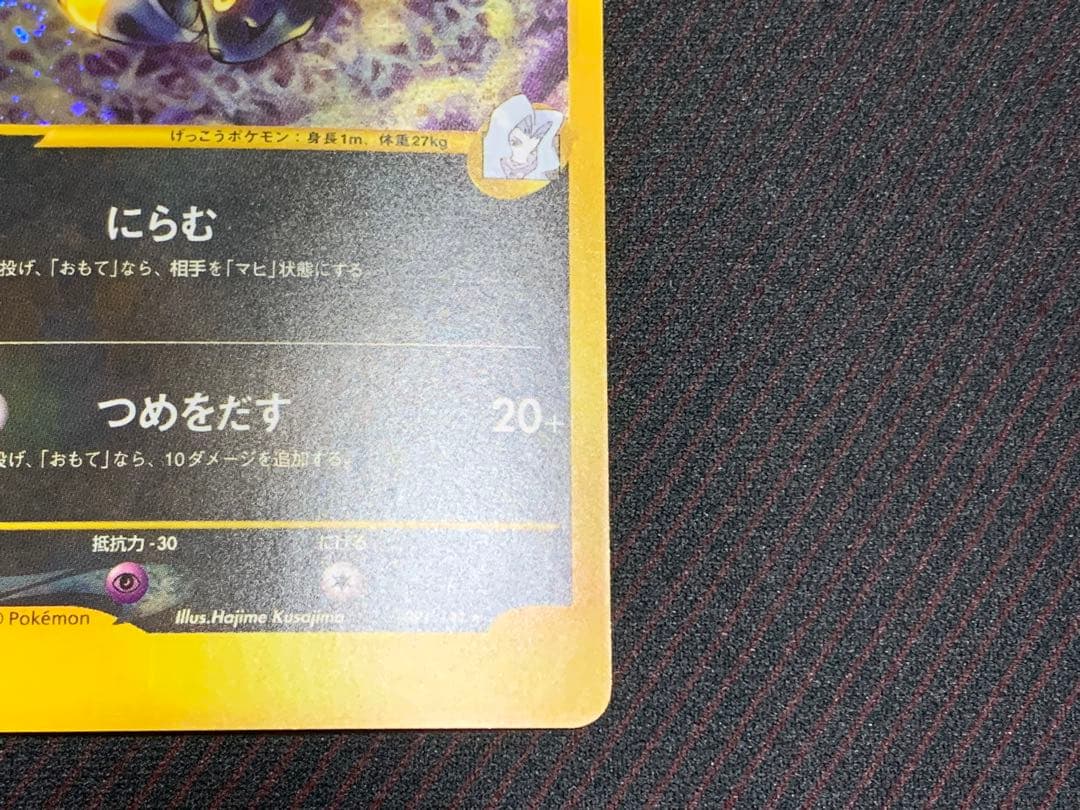 げっこうポケモン：身長1m、体重27kg
にらむ
投げ、「おもて」なら、相手を「マヒ」状態にする
つめをだす 20+
投げ、「おもて」なら、10ダメージを追加する。
抵抗力 -30 にげる
© Pokémon Illus.Hajime Kusajima